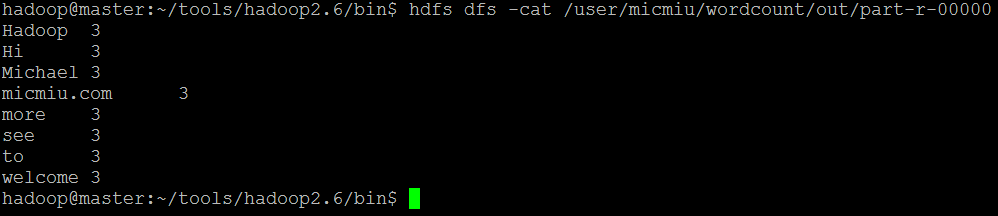 hadoop@master:~/tools/hadoop2.6/bin$ hdfs dfs -cat /user/micmiu/wordcount/out/part-r-00000
Hadoop  3
Hi      3
Michael 3
micmiu.com      3
more    3
see     3
to      3
welcome 3
hadoop@master:~/tools/hadoop2.6/bin$